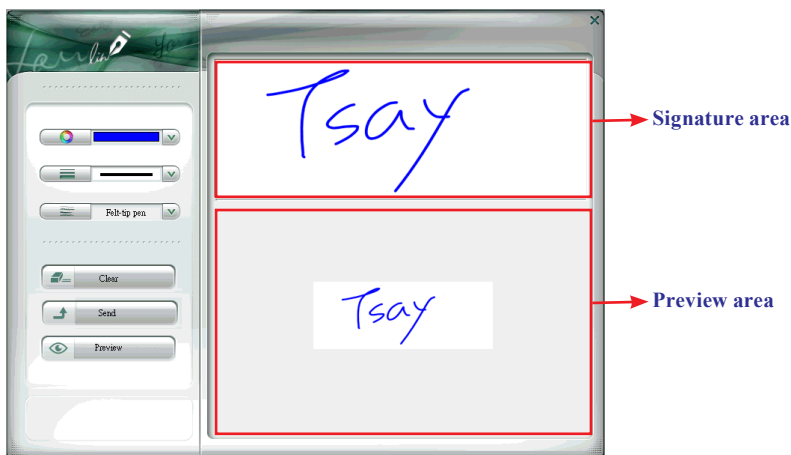 Tsay
Signature area
Felt-tip pen
Clear
Send
Preview
Tsay
Preview area